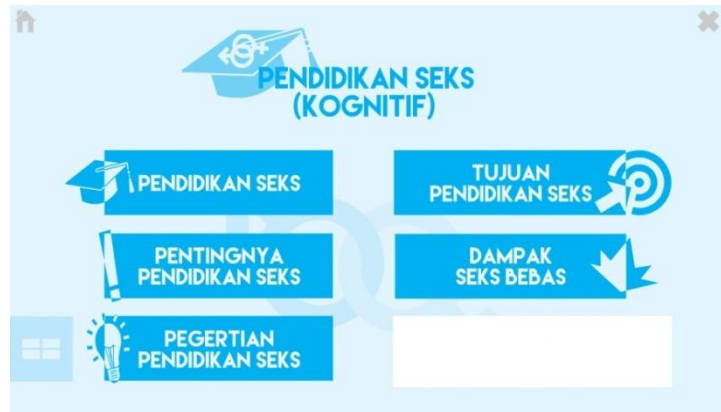 PENDIDIKAN SEKS
(KOGNITIF)
PENDIDIKAN SEKS
TUJUAN
PENDIDIKAN SEKS
PENTINGNYA
PENDIDIKAN SEKS
DAMPAK
SEKS BEBAS
PEGERTIAN
PENDIDIKAN SEKS